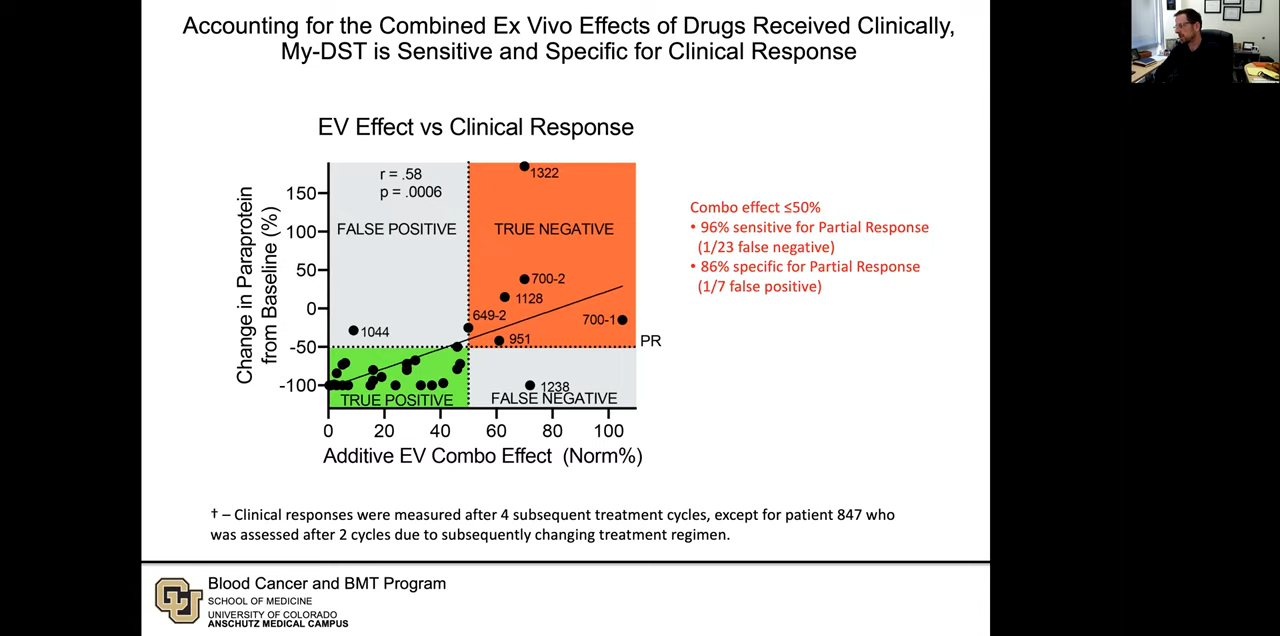 Accounting for the Combined Ex Vivo Effects of Drugs Received Clinically,
My-DST is Sensitive and Specific for Clinical Response
EV Effect vs Clinical Response
r = .58
p = .0006
1322
FALSE POSITIVE
TRUE NEGATIVE
700-2
1128
649-2
700-1
1044
951
PR
1238
TRUE POSITIVE
FALSE NEGATIVE
150
100
50
0
-50
-100
Change in Paraprotein
from Baseline (%)
0 20 40 60 80 100
Additive EV Combo Effect (Norm%)
Combo effect ≤50%
• 96% sensitive for Partial Response
(1/23 false negative)
• 86% specific for Partial Response
(1/7 false positive)
† – Clinical responses were measured after 4 subsequent treatment cycles, except for patient 847 who
was assessed after 2 cycles due to subsequently changing treatment regimen.
CU
Blood Cancer and BMT Program
SCHOOL OF MEDICINE
UNIVERSITY OF COLORADO
ANSCHUTZ MEDICAL CAMPUS